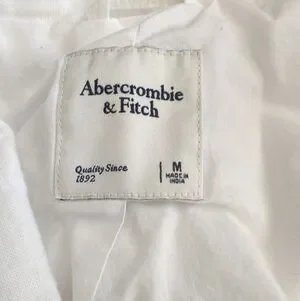 Abercrombie
& Fitch
Quality Since
1892
M
MADE IN
INDIA